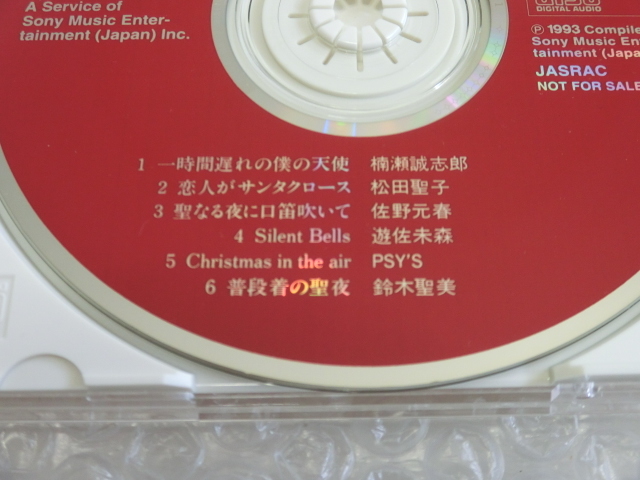 A Service of
Sony Music Enter-
tainment (Japan) Inc.
DIGITAL AUDIO
Ⓟ 1993 Compile
Sony Music Ente
tainment (Japa
JASRAC
NOT FOR SALE
1 一時間遅れの僕の天使 楠瀬誠志郎
2 恋人がサンタクロース 松田聖子
3 聖なる夜に口笛吹いて 佐野元春
4 Silent Bells 遊佐未森
5 Christmas in the air PSY'S
6 普段着の聖夜 鈴木聖美